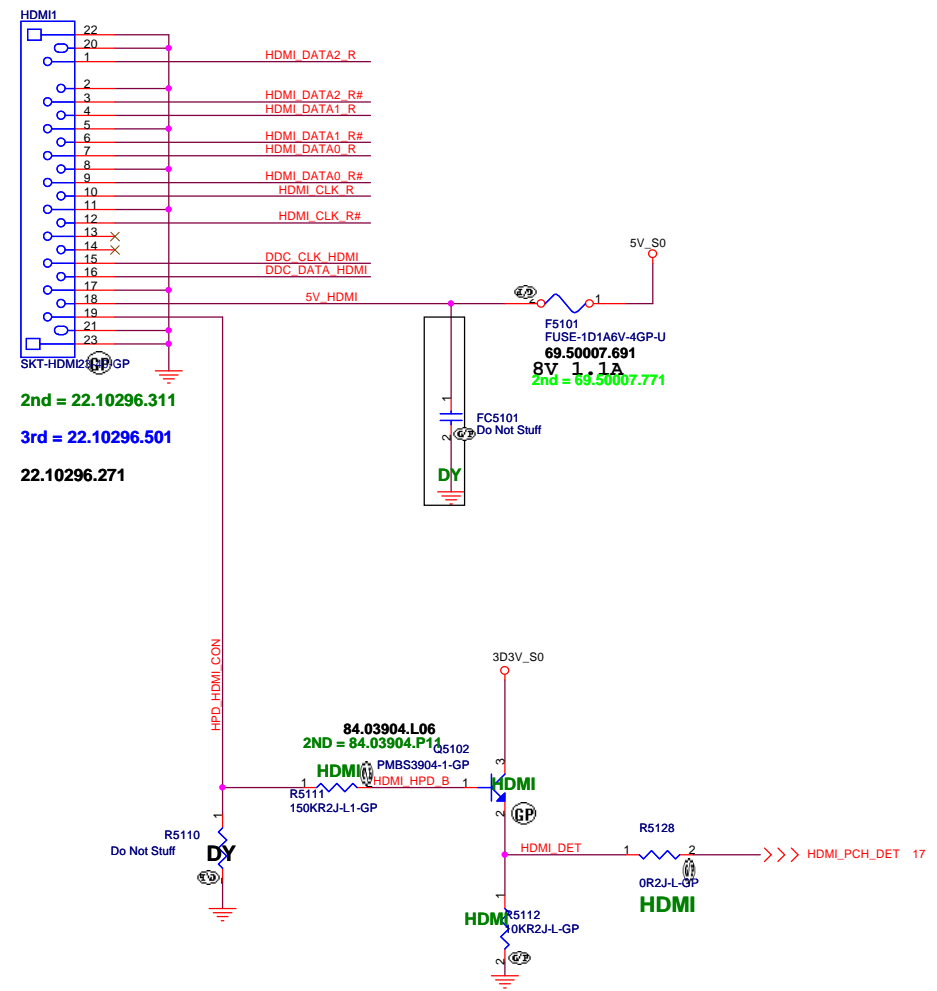 HDMI1
22
20
1
HDMI_DATA2_R
2
3
HDMI_DATA2_R#
4
HDMI_DATA1_R
5
6
HDMI_DATA1_R#
7
HDMI_DATA0_R
8
9
HDMI_DATA0_R#
10
HDMI_CLK_R
11
12
HDMI_CLK_R#
13
14
15
DDC_CLK_HDMI
16
DDC_DATA_HDMI
17
18
5V_HDMI
19
21
23
5V_S0
2
1
F5101
FUSE-1D1A6V-4GP-U
69.50007.691
8V 1.1A
2nd = 69.50007.771
GP
2nd = 22.10296.311
3rd = 22.10296.501
22.10296.271
1
FC5101
Do Not Stuff
2
DY
HPD_HDMI_CON
3D3V_S0
84.03904.L06
2ND = 84.03904.P11
Q5102
PMBS3904-1-GP
3
HDMI
1
HDMI_HPD_B
1
HDMI
R5111
150KR2J-L1-GP
2
GP
1
R5110
Do Not Stuff
DY
HDMI_DET
R5128
1
2
HDMI_PCH_DET 17
0R2J-L-GP
HDMI
1
HDMI
R5112
10KR2J-L-GP
2